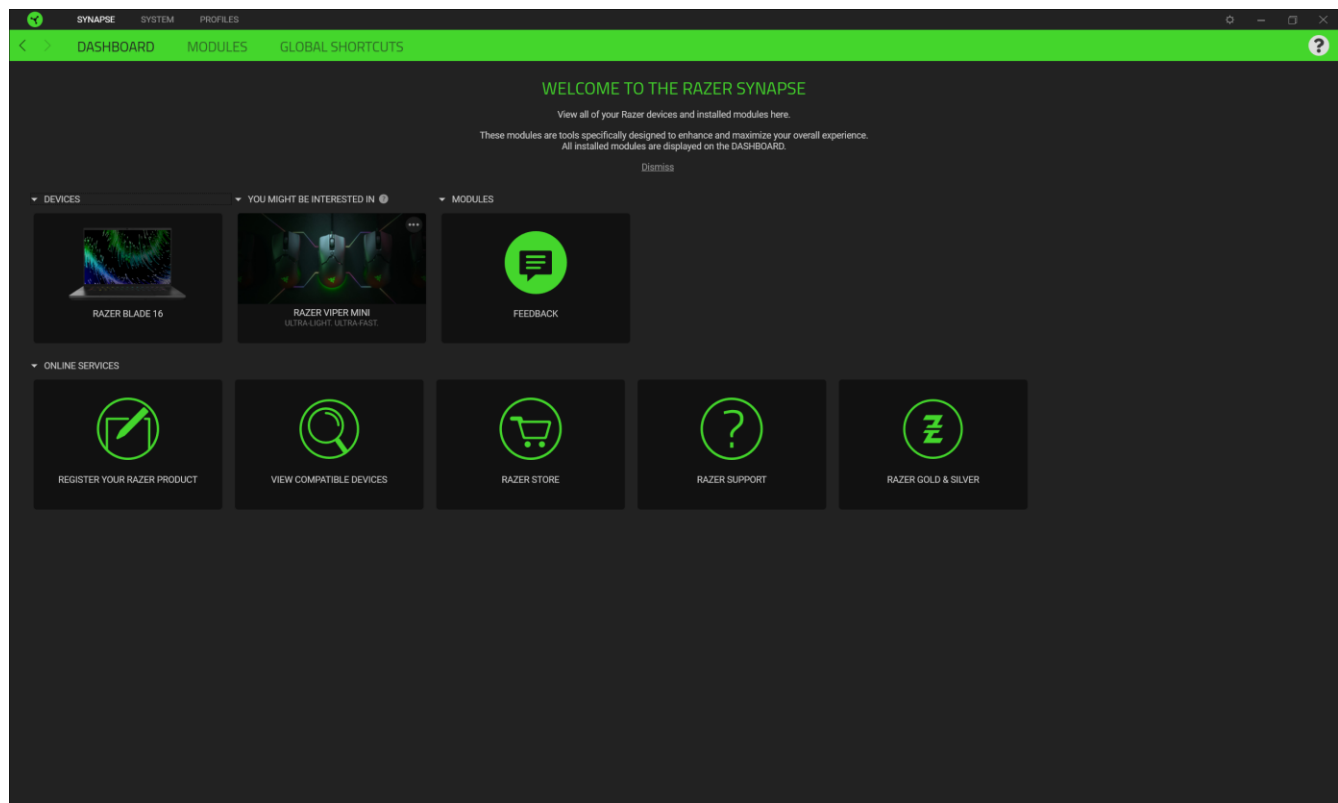 SYNAPSE SYSTEM PROFILES
DASHBOARD MODULES GLOBAL SHORTCUTS
?
WELCOME TO THE RAZER SYNAPSE
View all of your Razer devices and installed modules here.
These modules are tools specifically designed to enhance and maximize your overall experience.
All installed modules are displayed on the DASHBOARD.
Dismiss
DEVICES
YOU MIGHT BE INTERESTED IN ?
MODULES
RAZER BLADE 16
RAZER VIPER MINI
ULTRA-LIGHT. ULTRA-FAST.
FEEDBACK
ONLINE SERVICES
REGISTER YOUR RAZER PRODUCT
VIEW COMPATIBLE DEVICES
RAZER STORE
?
RAZER SUPPORT
RAZER GOLD & SILVER